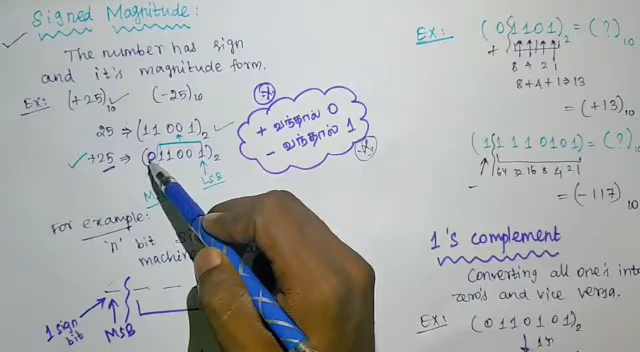 Signed Magnitude:
The number has sign
and it's magnitude form.
Ex: (+25)10 (-25)10
25 ⇒ (11001)2
+25 ⇒ (011001)2
LSB
+ வந்தால் 0
- வந்தால் 1
For example:
'n' bit
machine
1 sign
bit
MSB
Ex: (01101)2 = (?)10
+ 8 4 2 1
8+4+1 ⇒ 13
= (+13)10
(11110101)2 = (?)10
- 64 32 16 8 4 2 1
= (-117)10
1's complement
Converting all one's into
zero's and vice versa.
Ex: (0110101)2